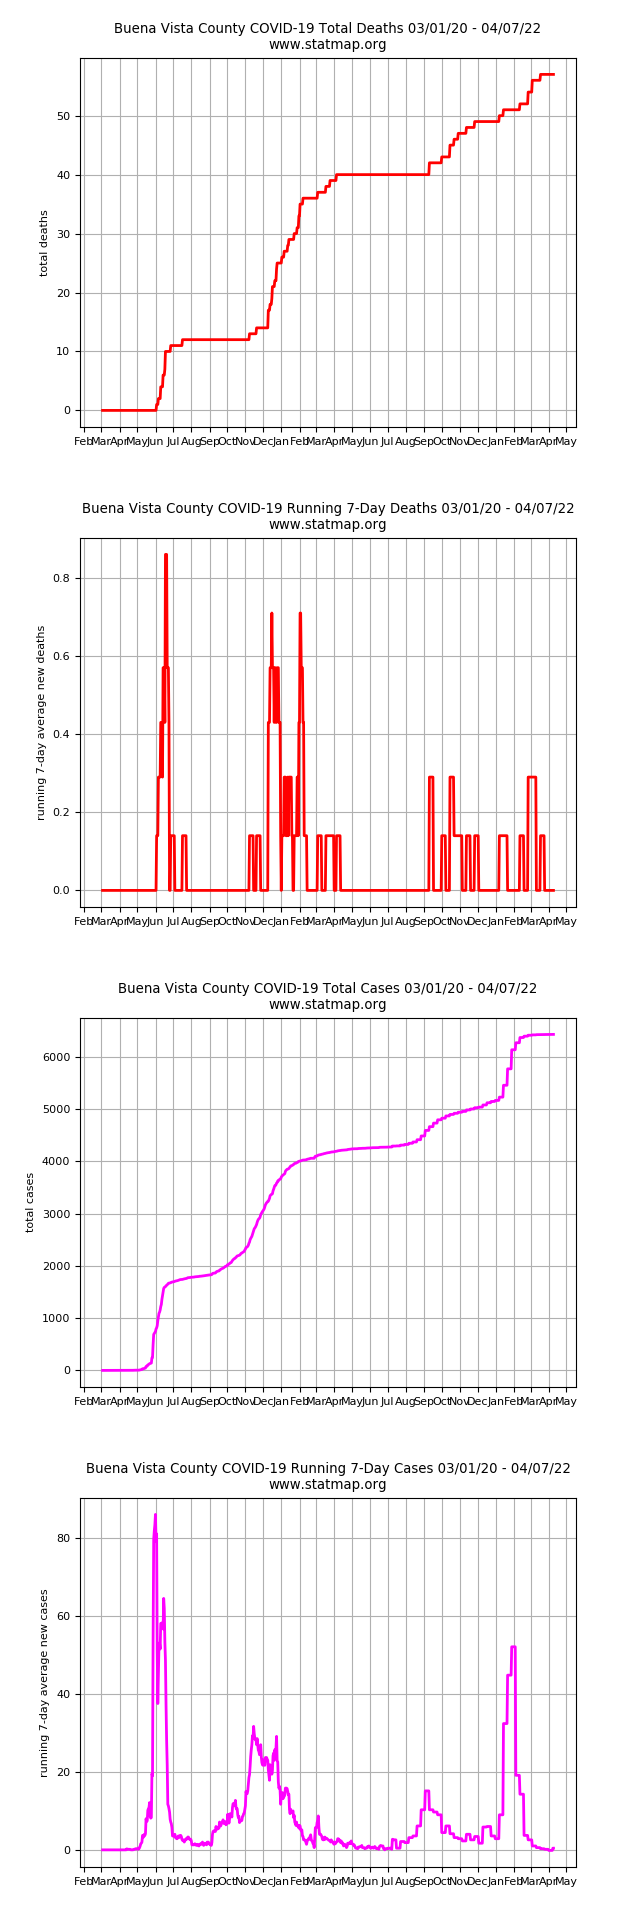 Buena Vista County COVID-19 Total Deaths 03/01/20 - 04/07/22
www.statmap.org
total deaths
50
40
30
20
10
0
Feb Mar Apr May Jun Jul Aug Sep Oct Nov Dec Jan Feb Mar Apr May Jun Jul Aug Sep Oct Nov Dec Jan Feb Mar Apr May
Buena Vista County COVID-19 Running 7-Day Deaths 03/01/20 - 04/07/22
www.statmap.org
running 7-day average new deaths
0.8
0.6
0.4
0.2
0.0
Feb Mar Apr May Jun Jul Aug Sep Oct Nov Dec Jan Feb Mar Apr May Jun Jul Aug Sep Oct Nov Dec Jan Feb Mar Apr May
Buena Vista County COVID-19 Total Cases 03/01/20 - 04/07/22
www.statmap.org
total cases
6000
5000
4000
3000
2000
1000
0
Feb Mar Apr May Jun Jul Aug Sep Oct Nov Dec Jan Feb Mar Apr May Jun Jul Aug Sep Oct Nov Dec Jan Feb Mar Apr May
Buena Vista County COVID-19 Running 7-Day Cases 03/01/20 - 04/07/22
www.statmap.org
running 7-day average new cases
80
60
40
20
0
Feb Mar Apr May Jun Jul Aug Sep Oct Nov Dec Jan Feb Mar Apr May Jun Jul Aug Sep Oct Nov Dec Jan Feb Mar Apr May